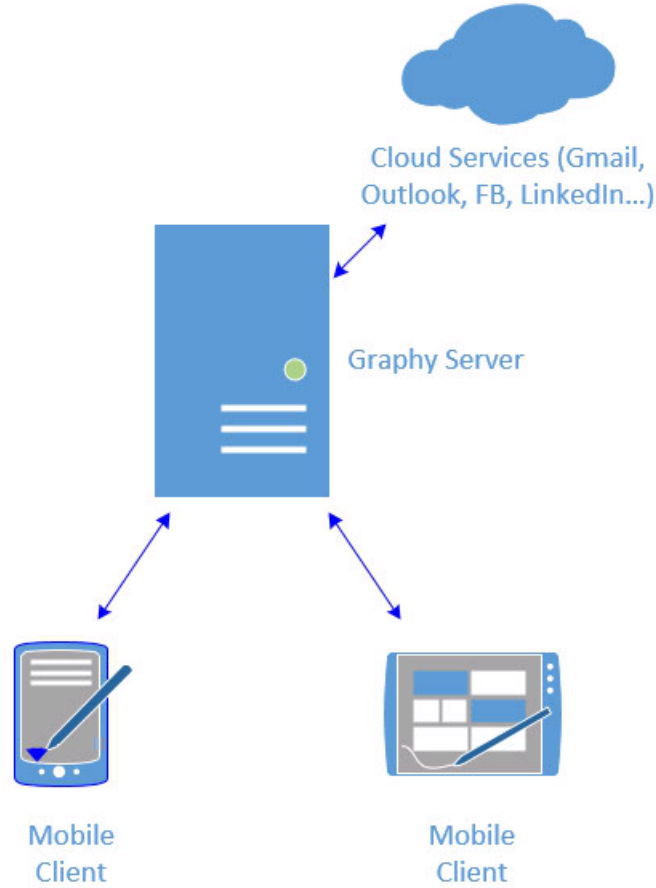 Cloud Services (Gmail,
Outlook, FB, LinkedIn...)
Graphy Server
Mobile
Client
Mobile
Client